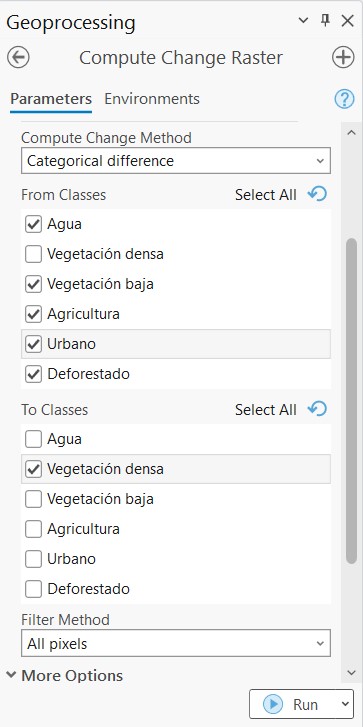 Geoprocessing
Compute Change Raster
Parameters Environments
Compute Change Method
Categorical difference
From Classes Select All
Agua
Vegetación densa
Vegetación baja
Agricultura
Urbano
Deforestado
To Classes Select All
Agua
Vegetación densa
Vegetación baja
Agricultura
Urbano
Deforestado
Filter Method
All pixels
More Options
Run